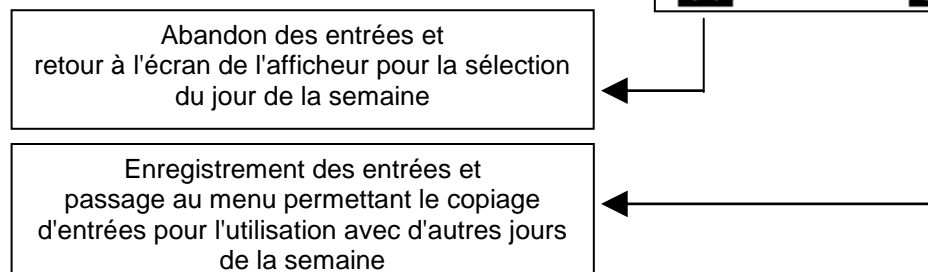 Abandon des entrées et
retour à l'écran de l'afficheur pour la sélection
du jour de la semaine
Enregistrement des entrées et
passage au menu permettant le copiage
d'entrées pour l'utilisation avec d'autres jours
de la semaine